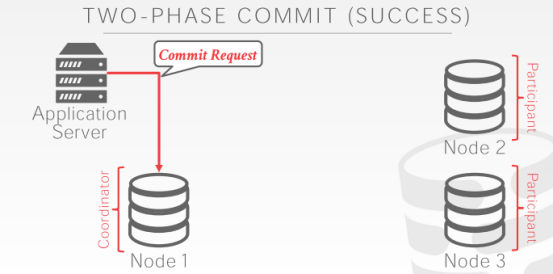 TWO-PHASE COMMIT (SUCCESS)
Commit Request
Application
Server
Participant
Node 2
Coordinator
Node 1
Participant
Node 3